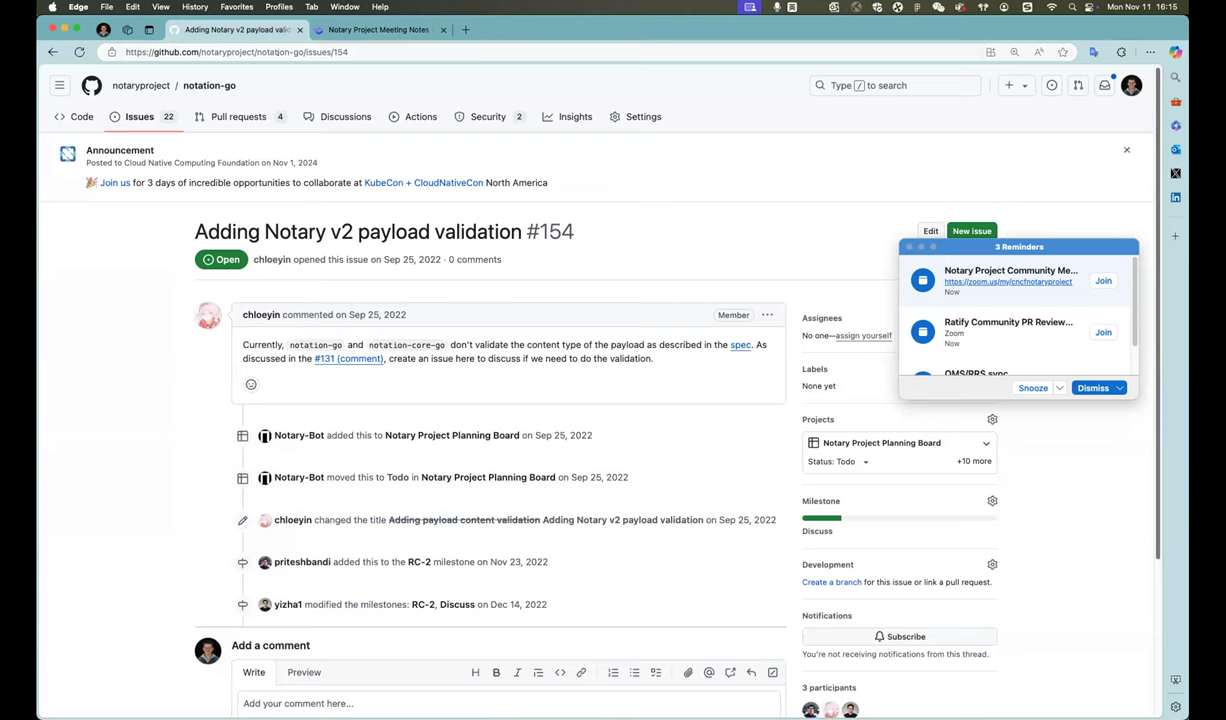 Edge File Edit View History Favorites Profiles Tab Window Help
Mon Nov 11 16:15
Adding Notary v2 payload valid
Notary Project Meeting Notes
https://github.com/notaryproject/notation-go/issues/154
notaryproject / notation-go
Type / to search
Code Issues 22 Pull requests 4 Discussions Actions Security 2 Insights Settings
Announcement
Posted to Cloud Native Computing Foundation on Nov 1, 2024
🎉 Join us for 3 days of incredible opportunities to collaborate at KubeCon + CloudNativeCon North America
Adding Notary v2 payload validation #154
Edit New issue
Open chloeyin opened this issue on Sep 25, 2022 · 0 comments
3 Reminders
Notary Project Community Me...
https://zoom.us/my/cncfnotaryproject
Now
Join
Ratify Community PR Review...
Zoom
Now
Join
OMS/RRS sync
Snooze Dismiss
chloeyin commented on Sep 25, 2022 Member
Currently, notation-go and notation-core-go don't validate the content type of the payload as described in the spec. As
discussed in the #131 (comment), create an issue here to discuss if we need to do the validation.
Notary-Bot added this to Notary Project Planning Board on Sep 25, 2022
Notary-Bot moved this to Todo in Notary Project Planning Board on Sep 25, 2022
chloeyin changed the title Adding payload content validation Adding Notary v2 payload validation on Sep 25, 2022
priteshbandi added this to the RC-2 milestone on Nov 23, 2022
yizha1 modified the milestones: RC-2, Discuss on Dec 14, 2022
Add a comment
Write Preview
Add your comment here...
Assignees
No one—assign yourself
Labels
None yet
Projects
Notary Project Planning Board
Status: Todo +10 more
Milestone
Discuss
Development
Create a branch for this issue or link a pull request.
Notifications
Subscribe
You're not receiving notifications from this thread.
3 participants